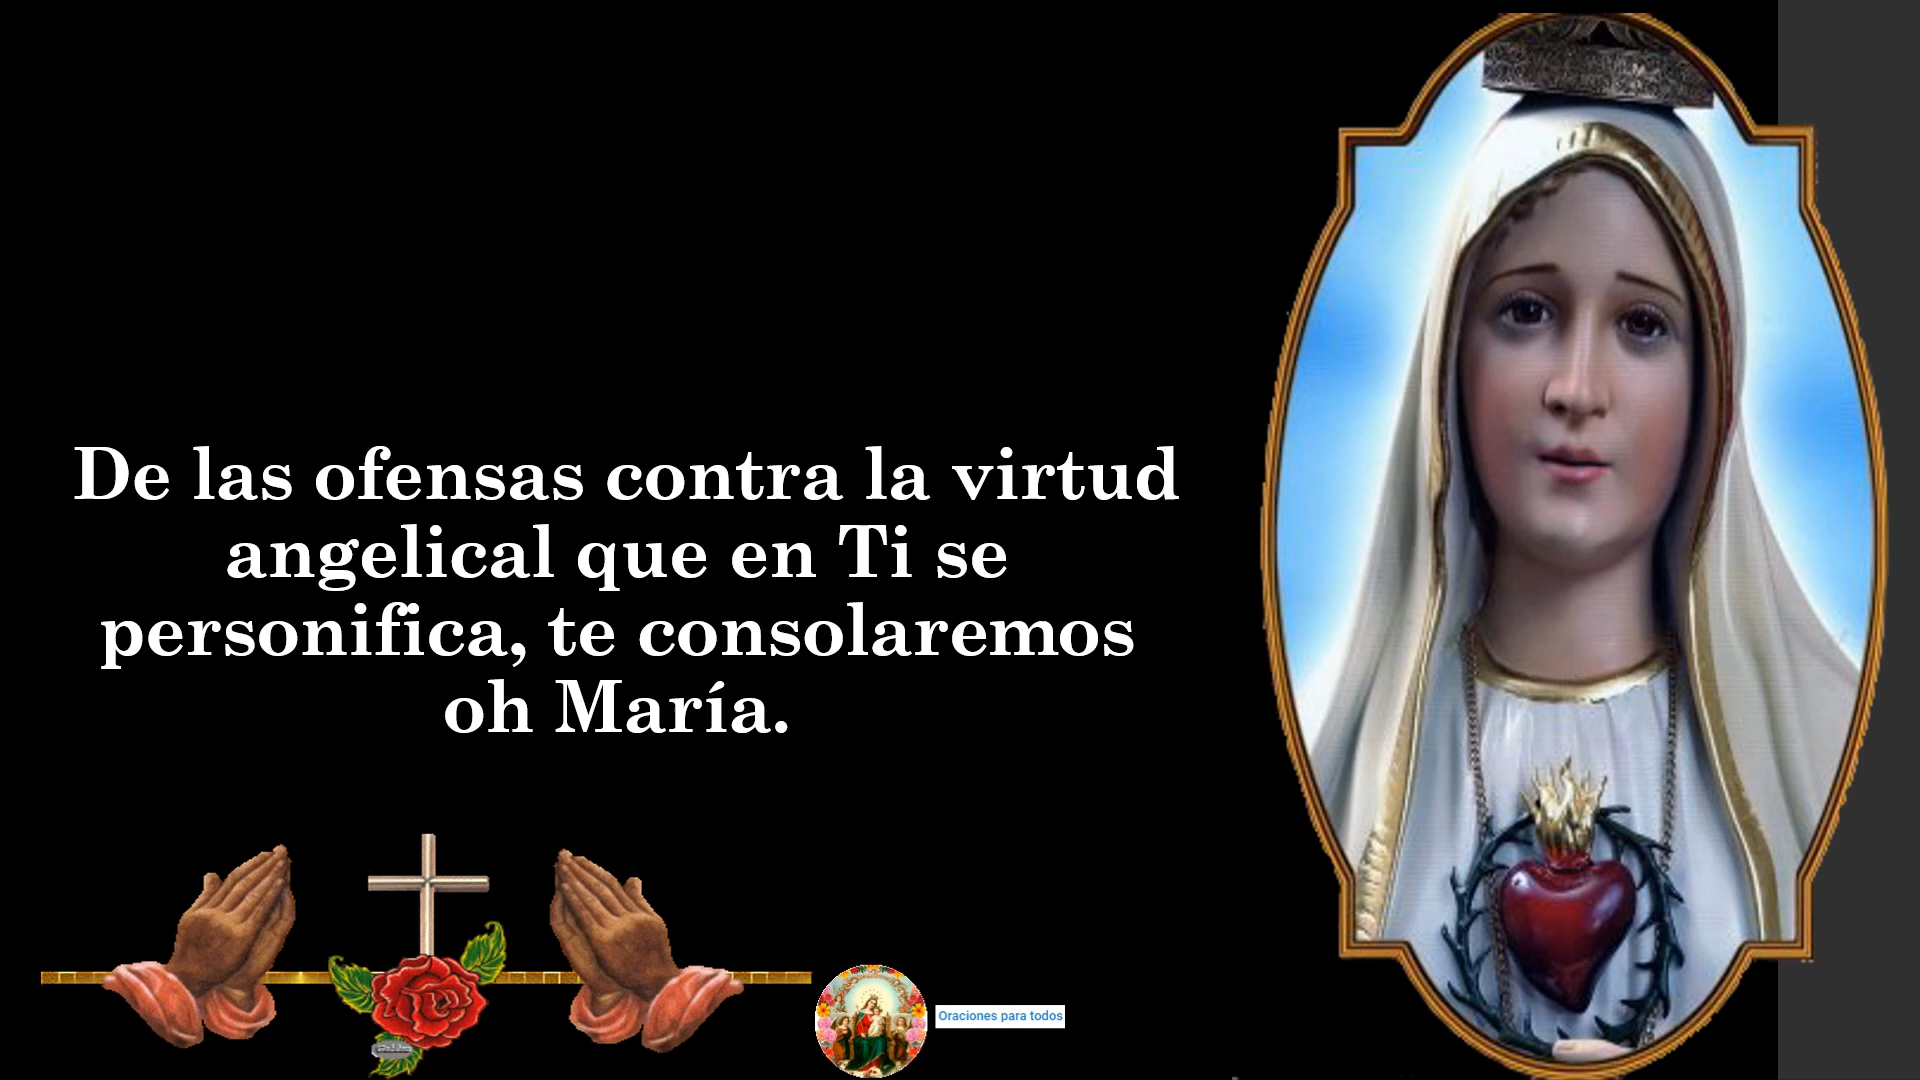 De las ofensas contra la virtud
angelical que en Ti se
personifica, te consolaremos
oh María.
Oraciones para todos